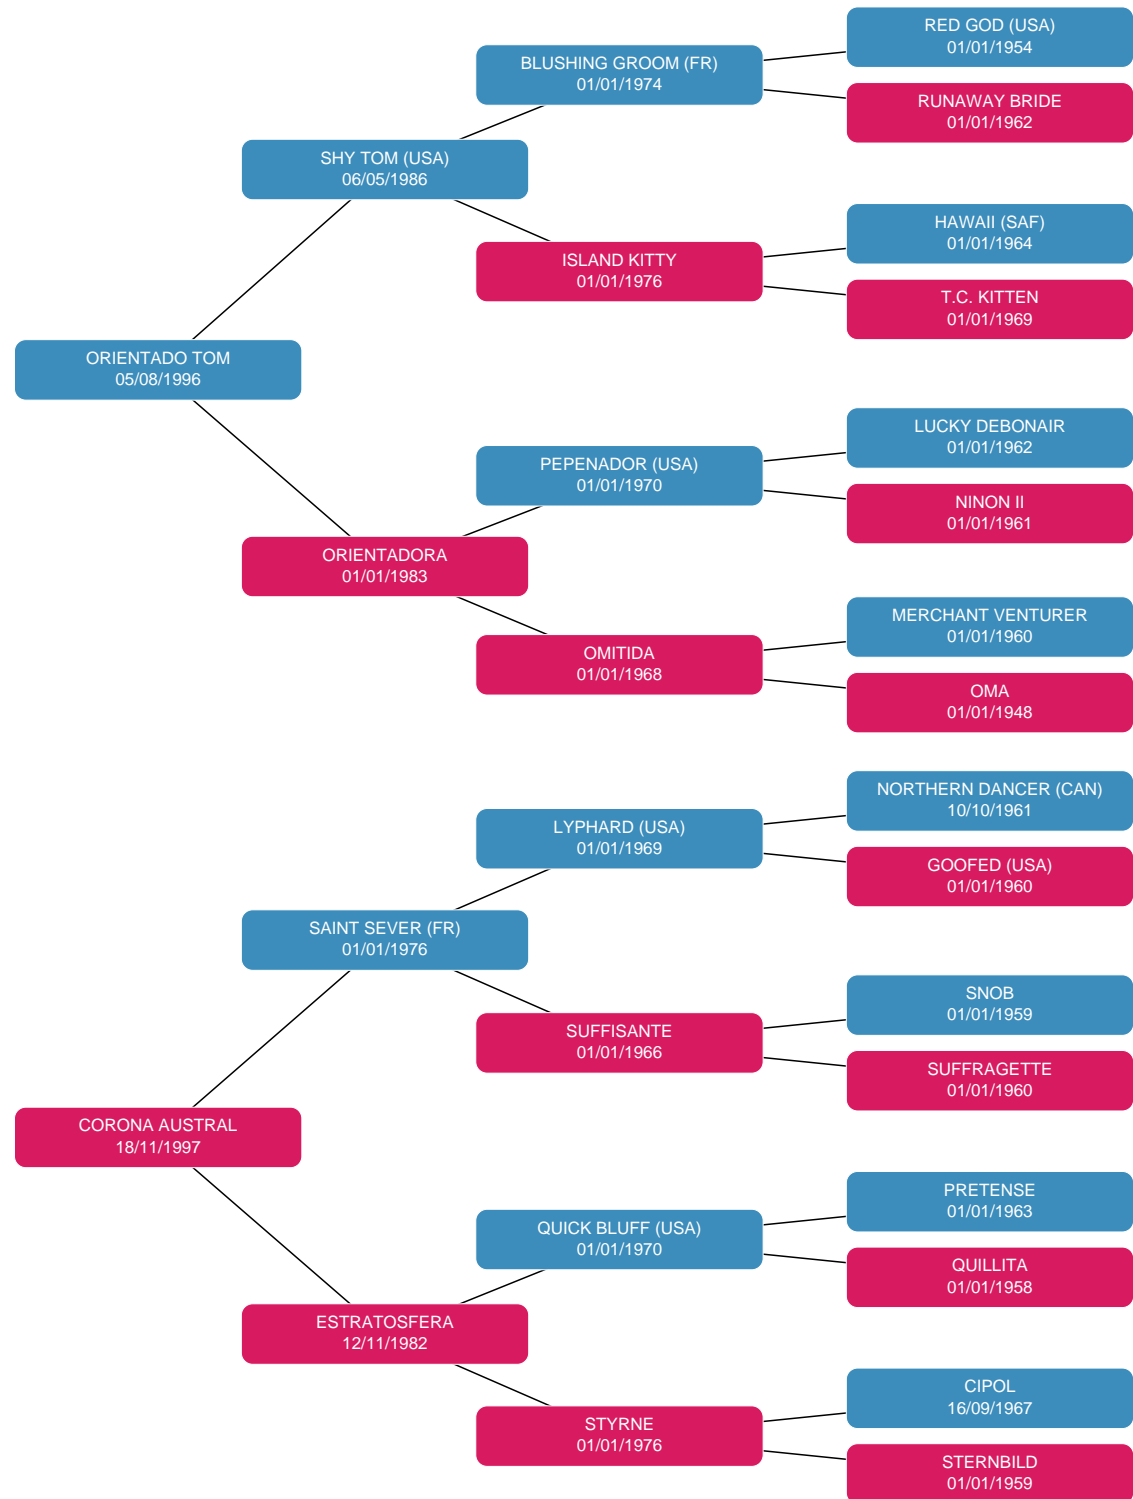 RED GOD (USA)
01/01/1954
BLUSHING GROOM (FR)
01/01/1974
RUNAWAY BRIDE
01/01/1962
SHY TOM (USA)
06/05/1986
HAWAII (SAF)
01/01/1964
ISLAND KITTY
01/01/1976
T.C. KITTEN
01/01/1969
ORIENTADO TOM
05/08/1996
LUCKY DEBONAIR
01/01/1962
PEPENADOR (USA)
01/01/1970
NINON II
01/01/1961
ORIENTADORA
01/01/1983
MERCHANT VENTURER
01/01/1960
OMITIDA
01/01/1968
OMA
01/01/1948
NORTHERN DANCER (CAN)
10/10/1961
LYPHARD (USA)
01/01/1969
GOOFED (USA)
01/01/1960
SAINT SEVER (FR)
01/01/1976
SNOB
01/01/1959
SUFFISANTE
01/01/1966
SUFFRAGETTE
01/01/1960
CORONA AUSTRAL
18/11/1997
PRETENSE
01/01/1963
QUICK BLUFF (USA)
01/01/1970
QUILLITA
01/01/1958
ESTRATOSFERA
12/11/1982
CIPOL
16/09/1967
STYRNE
01/01/1976
STERNBILD
01/01/1959